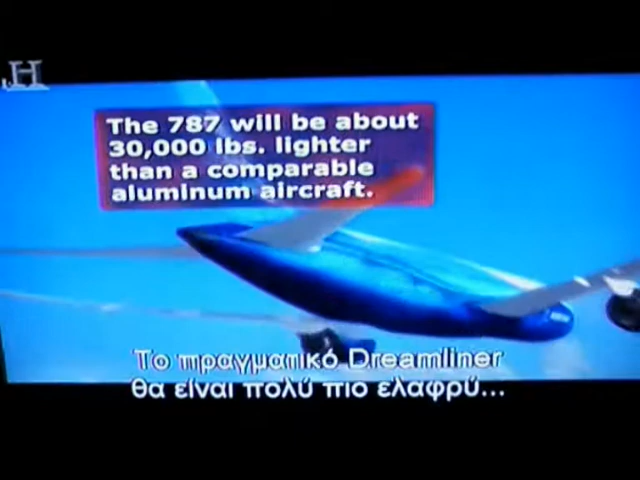 H
The 787 will be about
30,000 lbs. lighter
than a comparable
aluminum aircraft.
Το πραγματικό Dreamliner
θα είναι πολύ πιο ελαφρύ...